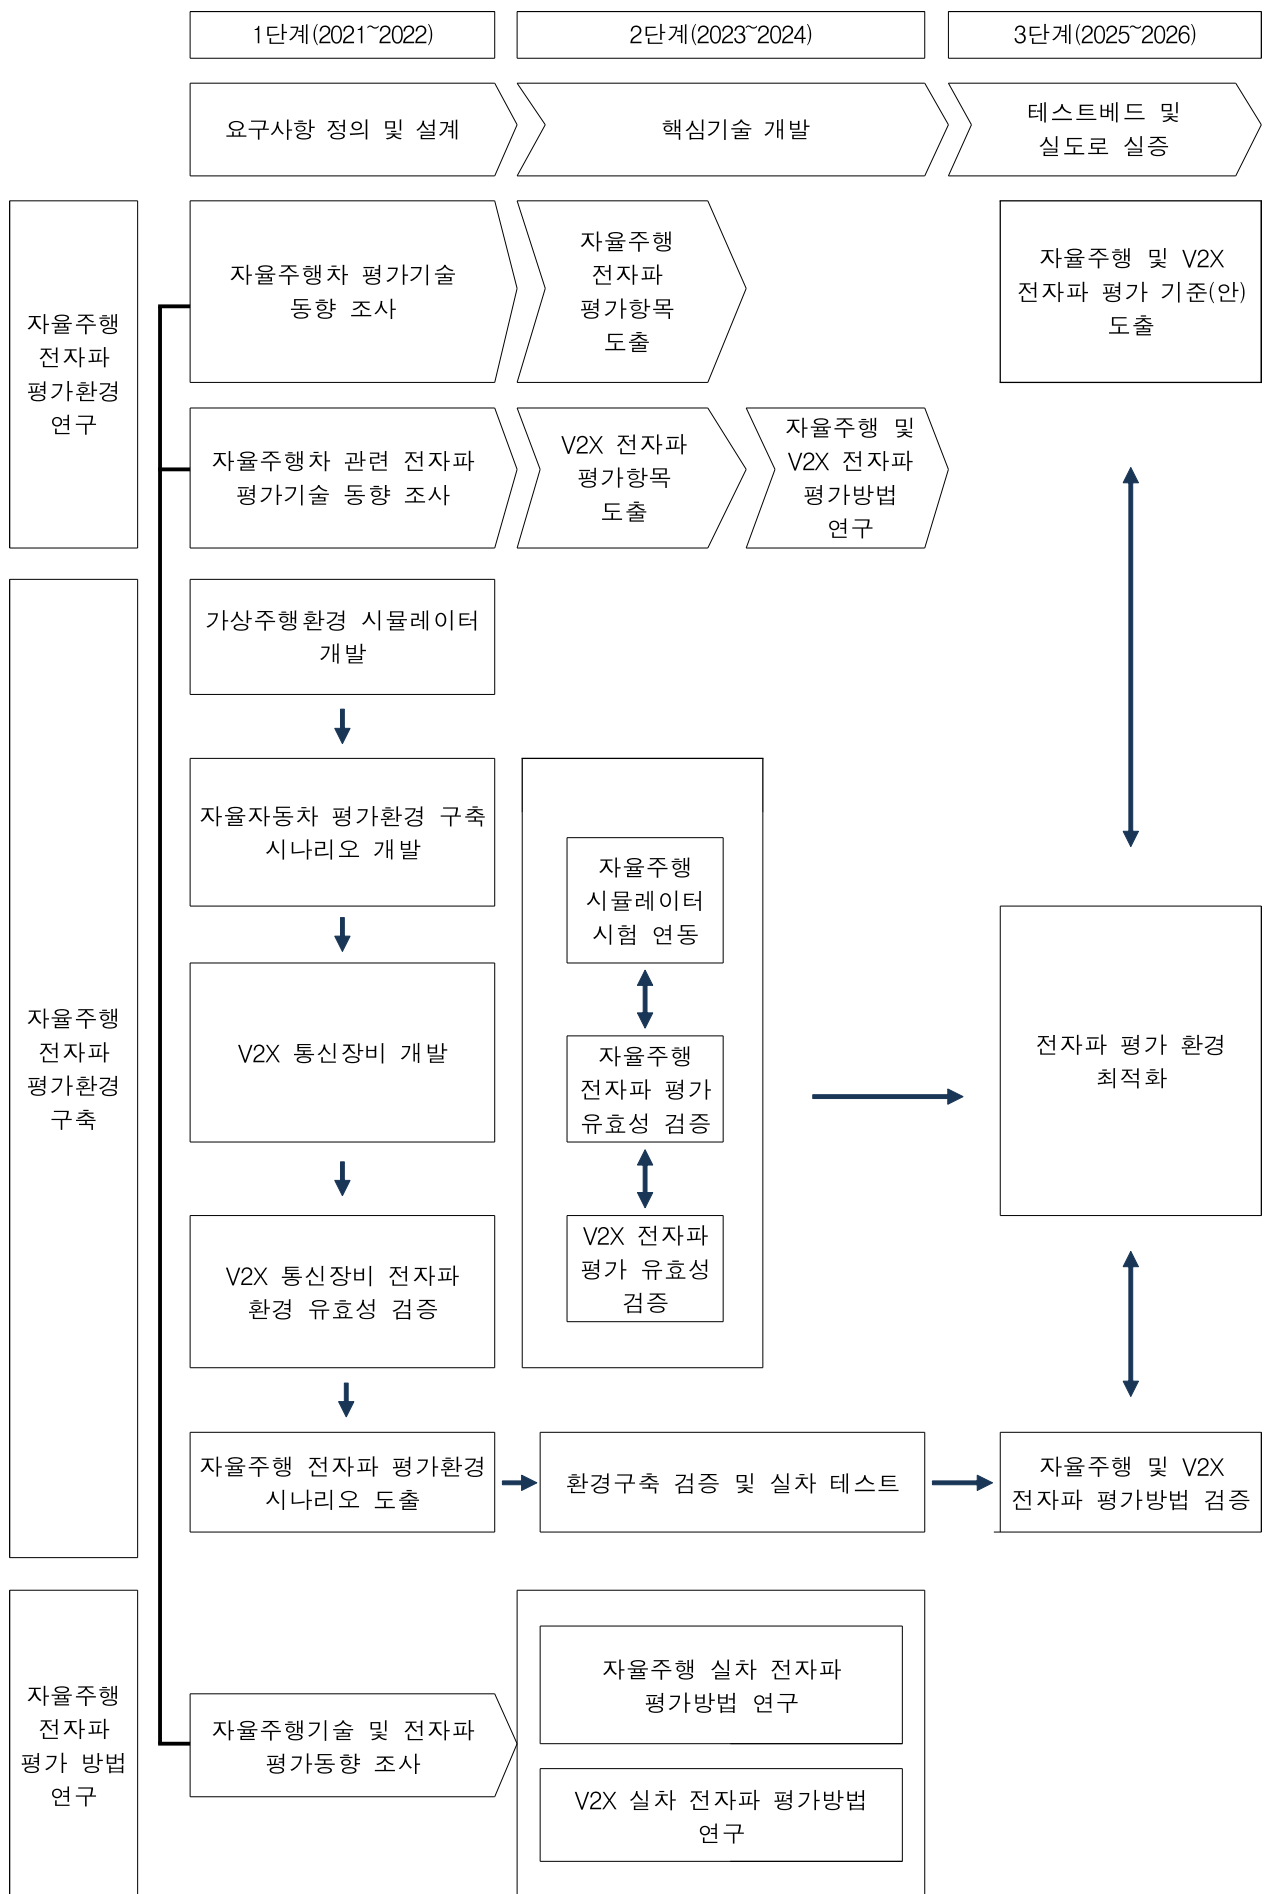 1단계(2021~2022)
2단계(2023~2024)
3단계(2025~2026)
요구사항 정의 및 설계
핵심기술 개발
테스트베드 및
실도로 실증
자율주행
전자파
평가환경
연구
자율주행차 평가기술
동향 조사
자율주행
전자파
평가항목
도출
자율주행 및 V2X
전자파 평가 기준(안)
도출
자율주행차 관련 전자파
평가기술 동향 조사
V2X 전자파
평가항목
도출
자율주행 및
V2X 전자파
평가방법
연구
자율주행
전자파
평가환경
구축
가상주행환경 시뮬레이터
개발
자율자동차 평가환경 구축
시나리오 개발
V2X 통신장비 개발
V2X 통신장비 전자파
환경 유효성 검증
자율주행 전자파 평가환경
시나리오 도출
자율주행
시뮬레이터
시험 연동
자율주행
전자파 평가
유효성 검증
V2X 전자파
평가 유효성
검증
환경구축 검증 및 실차 테스트
전자파 평가 환경
최적화
자율주행 및 V2X
전자파 평가방법 검증
자율주행
전자파
평가 방법
연구
자율주행기술 및 전자파
평가동향 조사
자율주행 실차 전자파
평가방법 연구
V2X 실차 전자파 평가방법
연구